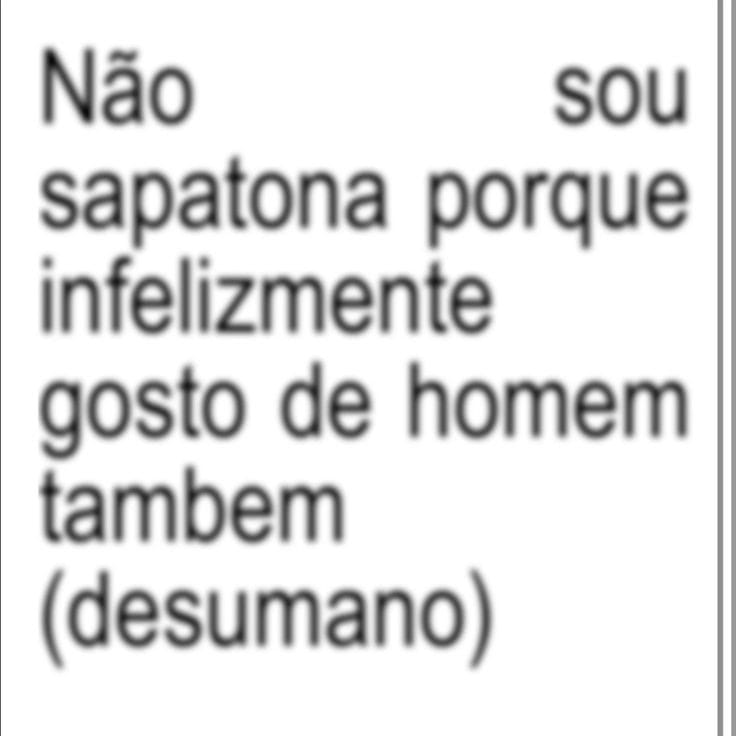 Não sou
sapatona porque
infelizmente
gosto de homem
tambem
(desumano)